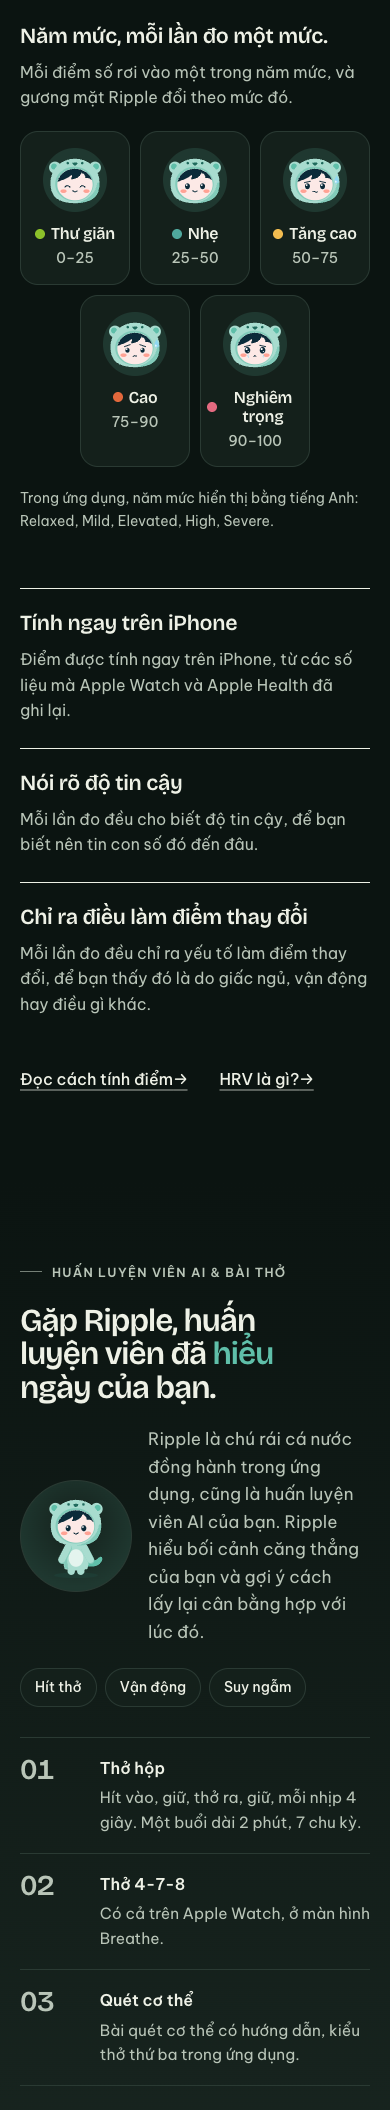 Năm mức, mỗi lần đo một mức.
Mỗi điểm số rơi vào một trong năm mức, và
gương mặt Ripple đổi theo mức đó.
Thư giãn
0–25
Nhẹ
25–50
Tăng cao
50–75
Cao
75–90
Nghiêm
trọng
90–100
Trong ứng dụng, năm mức hiển thị bằng tiếng Anh:
Relaxed, Mild, Elevated, High, Severe.
Tính ngay trên iPhone
Điểm được tính ngay trên iPhone, từ các số
liệu mà Apple Watch và Apple Health đã
ghi lại.
Nói rõ độ tin cậy
Mỗi lần đo đều cho biết độ tin cậy, để bạn
biết nên tin con số đó đến đâu.
Chỉ ra điều làm điểm thay đổi
Mỗi lần đo đều chỉ ra yếu tố làm điểm thay
đổi, để bạn thấy đó là do giấc ngủ, vận động
hay điều gì khác.
Đọc cách tính điểm→
HRV là gì?→
HUẤN LUYỆN VIÊN AI & BÀI THỞ
Gặp Ripple, huấn
luyện viên đã hiểu
ngày của bạn.
Ripple là chú rái cá nước
đồng hành trong ứng
dụng, cũng là huấn luyện
viên AI của bạn. Ripple
hiểu bối cảnh căng thẳng
của bạn và gợi ý cách
lấy lại cân bằng hợp với
lúc đó.
Hít thở
Vận động
Suy ngẫm
01
Thở hộp
Hít vào, giữ, thở ra, giữ, mỗi nhịp 4
giây. Một buổi dài 2 phút, 7 chu kỳ.
02
Thở 4-7-8
Có cả trên Apple Watch, ở màn hình
Breathe.
03
Quét cơ thể
Bài quét cơ thể có hướng dẫn, kiểu
thở thứ ba trong ứng dụng.